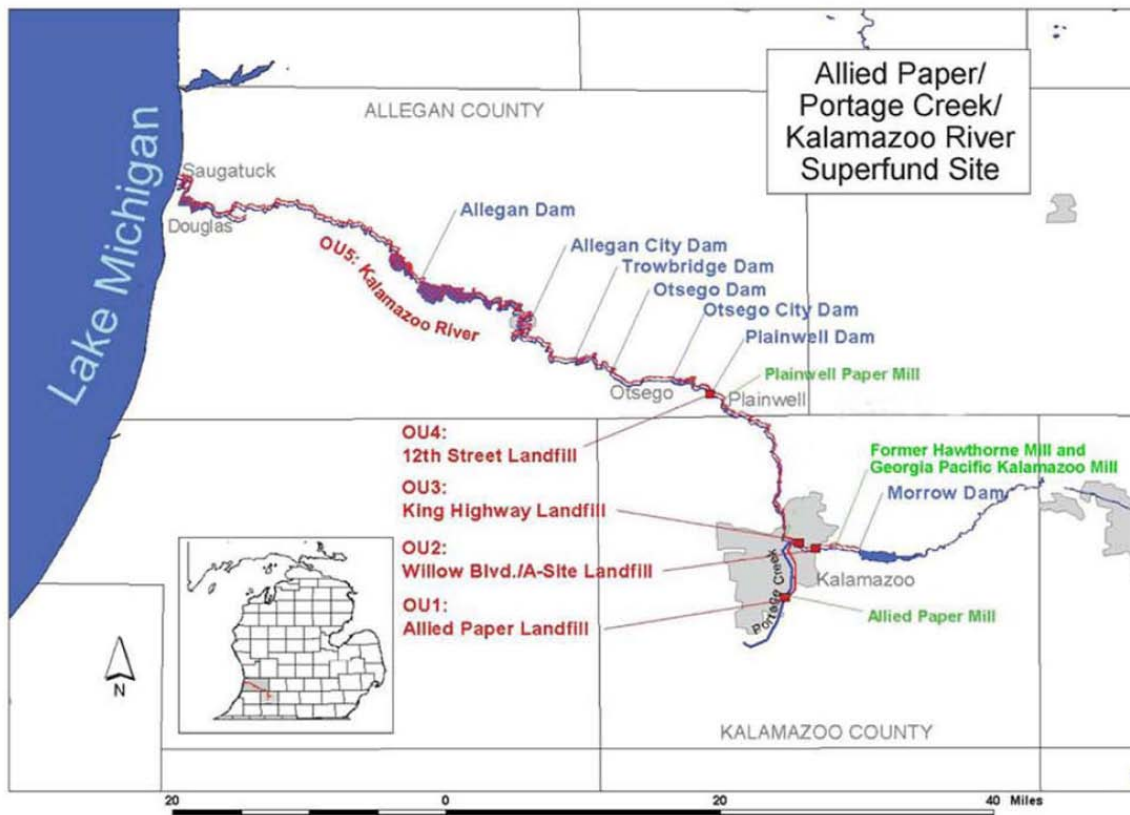 Allied Paper/
Portage Creek/
Kalamazoo River
Superfund Site
ALLEGAN COUNTY
Lake Michigan
Saugatuck
Douglas
Allegan Dam
OU5: Kalamazoo River
Allegan City Dam
Trowbridge Dam
Otsego Dam
Otsego City Dam
Plainwell Dam
Plainwell Paper Mill
Otsego
Plainwell
OU4:
12th Street Landfill
Former Hawthorne Mill and
Georgia Pacific Kalamazoo Mill
Morrow Dam
OU3:
King Highway Landfill
OU2:
Willow Blvd./A-Site Landfill
Kalamazoo
Portage Creek
OU1:
Allied Paper Landfill
Allied Paper Mill
N
KALAMAZOO COUNTY
20 0 20 40 Miles